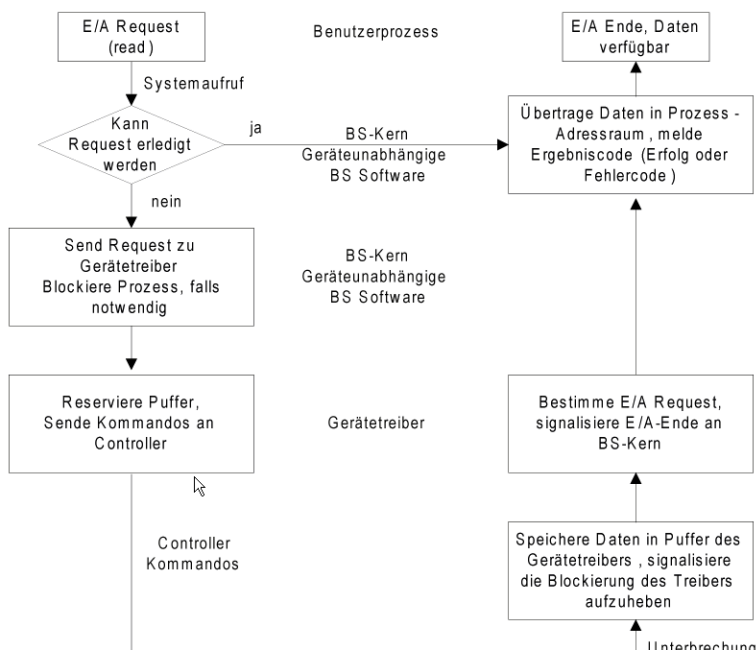 E/A Request
(read )
Benutzerprozess
E/A Ende, Daten
verfügbar
Systemaufruf
Kann
Request erledigt
werden
ja
BS-Kern
Geräteunabhängige
BS Software
Übertrage Daten in Prozess -
Adressraum , melde
Ergebniscode (Erfolg oder
Fehlercode )
nein
Send Request zu
Gerätetreiber
Blockiere Prozess, falls
notwendig
BS-Kern
Geräteunabhängige
BS Software
Reserviere Puffer,
Sende Kommandos an
Controller
Gerätetreiber
Bestimme E/A Request,
signalisiere E/A-Ende an
BS-Kern
Controller
Kommandos
Speichere Daten in Puffer des
Gerätetreibers , signalisiere
die Blockierung des Treibers
aufzuheben
Unterbrechung